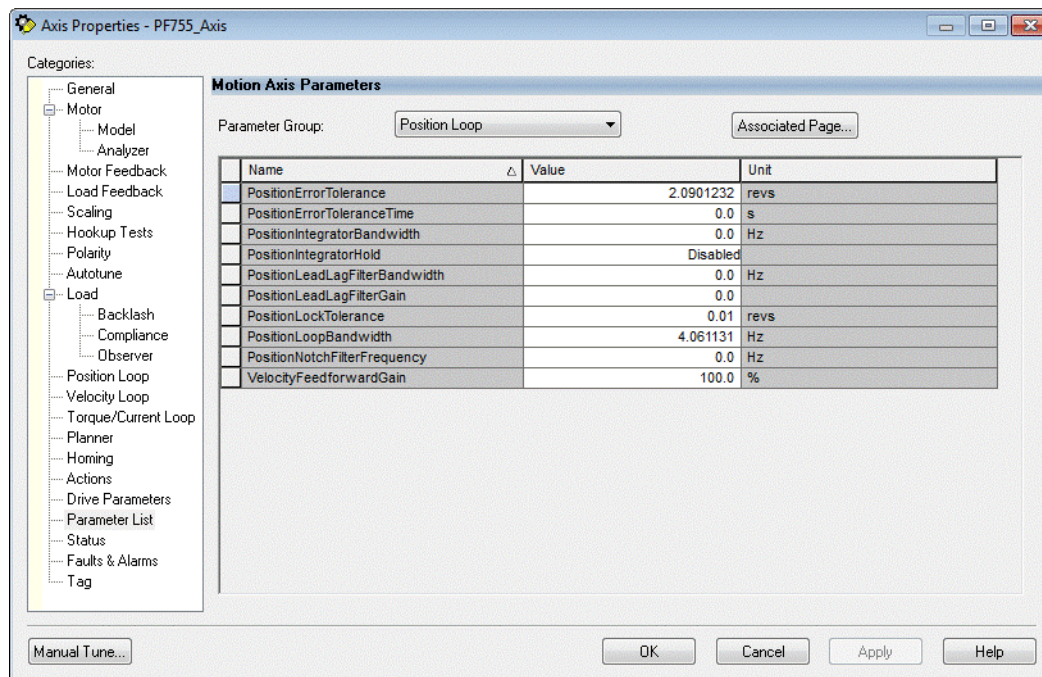 Axis Properties - PF755_Axis
Categories:
General
Motor
Model
Analyzer
Motor Feedback
Load Feedback
Scaling
Hookup Tests
Polarity
Autotune
Load
Backlash
Compliance
Observer
Position Loop
Velocity Loop
Torque/Current Loop
Planner
Homing
Actions
Drive Parameters
Parameter List
Status
Faults & Alarms
Tag
Motion Axis Parameters
Parameter Group: Position Loop Associated Page...
Name Value Unit
PositionErrorTolerance 2.0901232 revs
PositionErrorToleranceTime 0.0 s
PositionIntegratorBandwidth 0.0 Hz
PositionIntegratorHold Disabled
PositionLeadLagFilterBandwidth 0.0 Hz
PositionLeadLagFilterGain 0.0
PositionLockTolerance 0.01 revs
PositionLoopBandwidth 4.061131 Hz
PositionNotchFilterFrequency 0.0 Hz
VelocityFeedforwardGain 100.0 %
Manual Tune... OK Cancel Apply Help